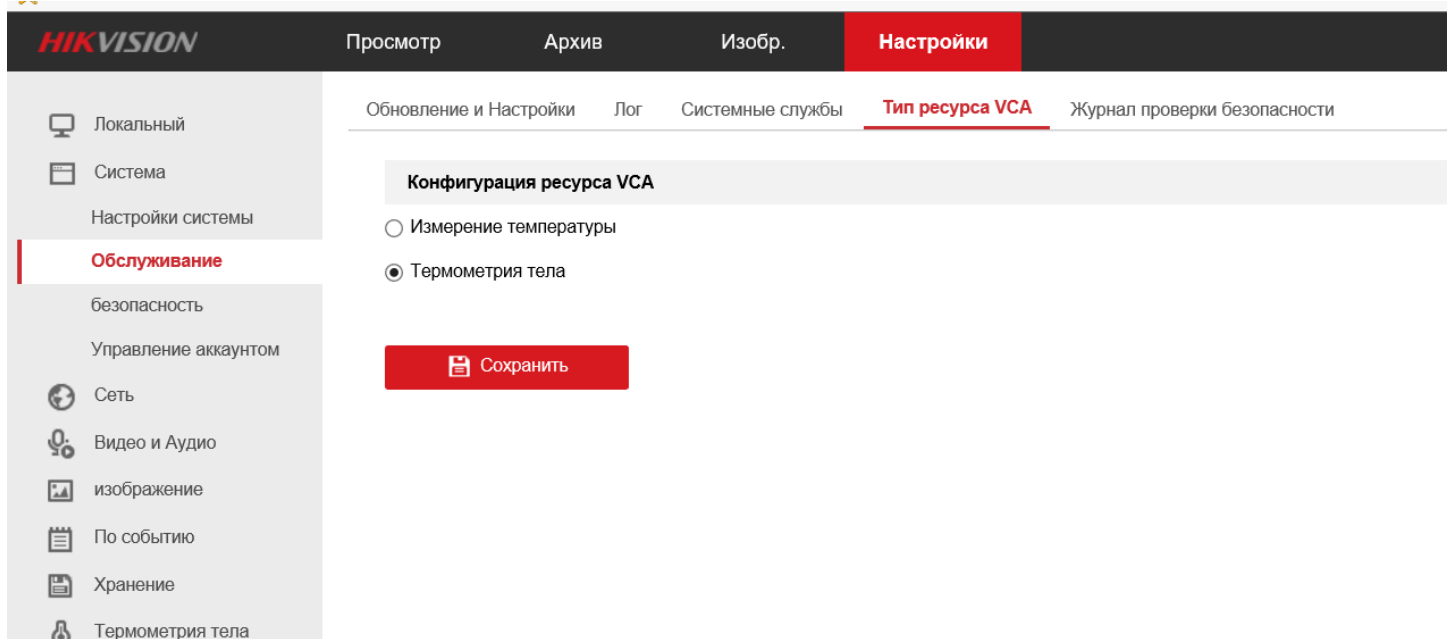 HIKVISION
Просмотр Архив Изобр. Настройки
Обновление и Настройки Лог Системные службы Тип ресурса VCA Журнал проверки безопасности
Локальный
Система
Настройки системы
Обслуживание
безопасность
Управление аккаунтом
Сеть
Видео и Аудио
изображение
По событию
Хранение
Термометрия тела
Конфигурация ресурса VCA
Измерение температуры
Термометрия тела
Сохранить